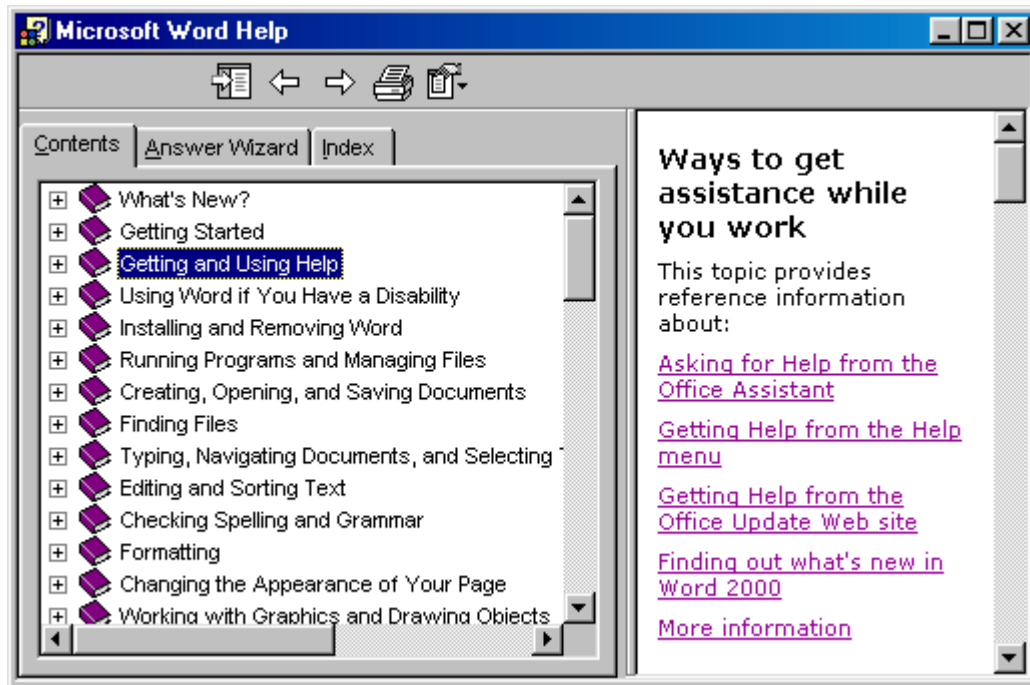 Microsoft Word Help
Contents
Answer Wizard
Index
What's New?
Getting Started
Getting and Using Help
Using Word if You Have a Disability
Installing and Removing Word
Running Programs and Managing Files
Creating, Opening, and Saving Documents
Finding Files
Typing, Navigating Documents, and Selecting
Editing and Sorting Text
Checking Spelling and Grammar
Formatting
Changing the Appearance of Your Page
Working with Graphics and Drawing Objects
Ways to get
assistance while
you work
This topic provides
reference information
about:
Asking for Help from the
Office Assistant
Getting Help from the Help
menu
Getting Help from the
Office Update Web site
Finding out what's new in
Word 2000
More information